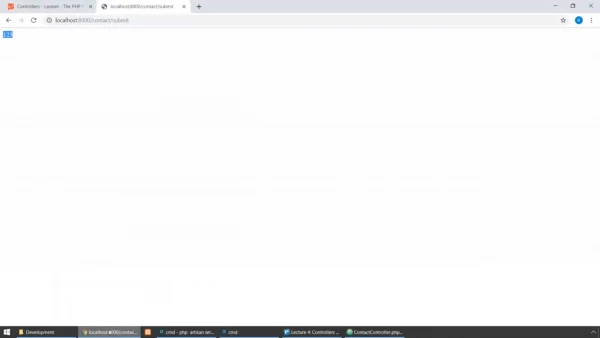 Controllers - Laravel - The PHP
localhost:8000/contact/submit
localhost:8000/contact/submit
123
Development
localhost:8000/contac...
cmd - php artisan ser...
cmd
Lecture 4: Controllers ...
ContactController.php...